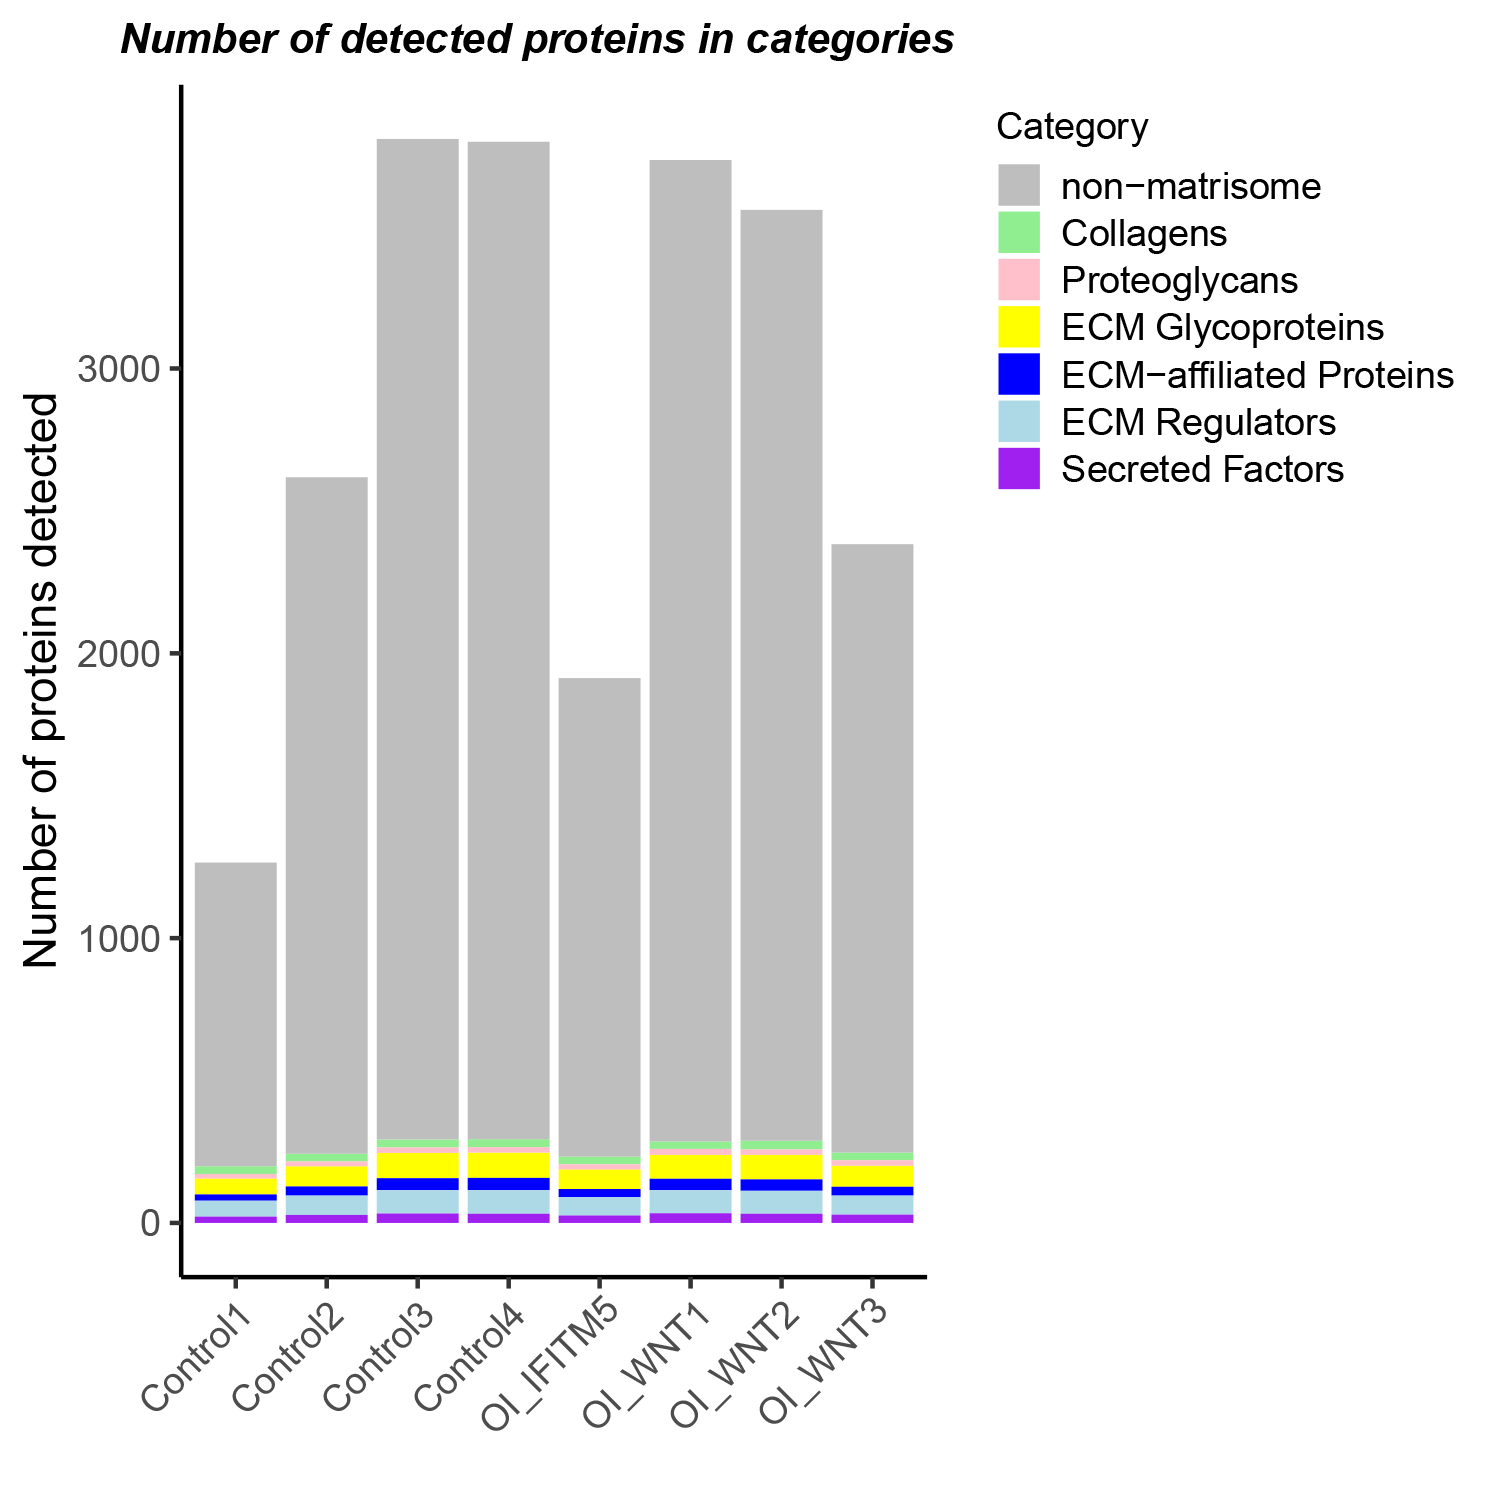 Number of detected proteins in categories
Number of proteins detected
3000
2000
1000
0
Control1
Control2
Control3
Control4
OI_IFITM5
OI_WNT1
OI_WNT2
OI_WNT3
Category
non−matrisome
Collagens
Proteoglycans
ECM Glycoproteins
ECM−affiliated Proteins
ECM Regulators
Secreted Factors